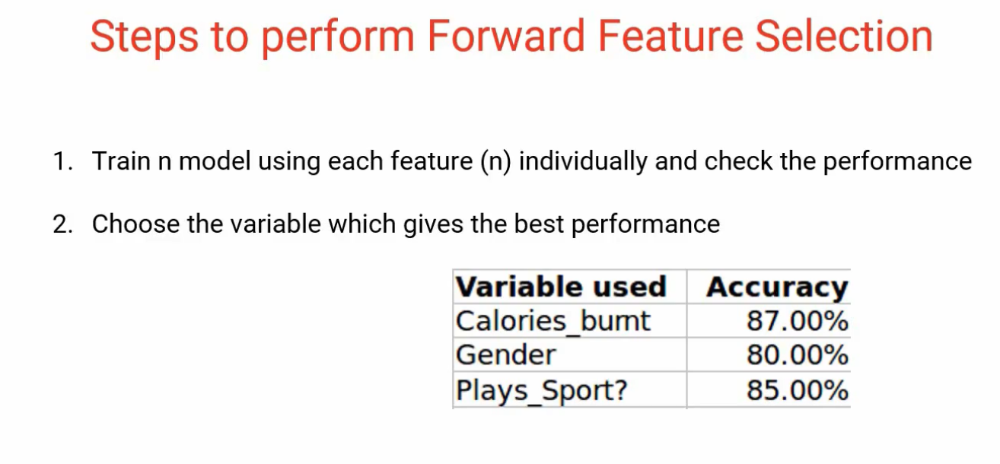 Steps to perform Forward Feature Selection
1. Train n model using each feature (n) individually and check the performance
2. Choose the variable which gives the best performance
Variable used Accuracy
Calories_burnt 87.00%
Gender 80.00%
Plays_Sport? 85.00%